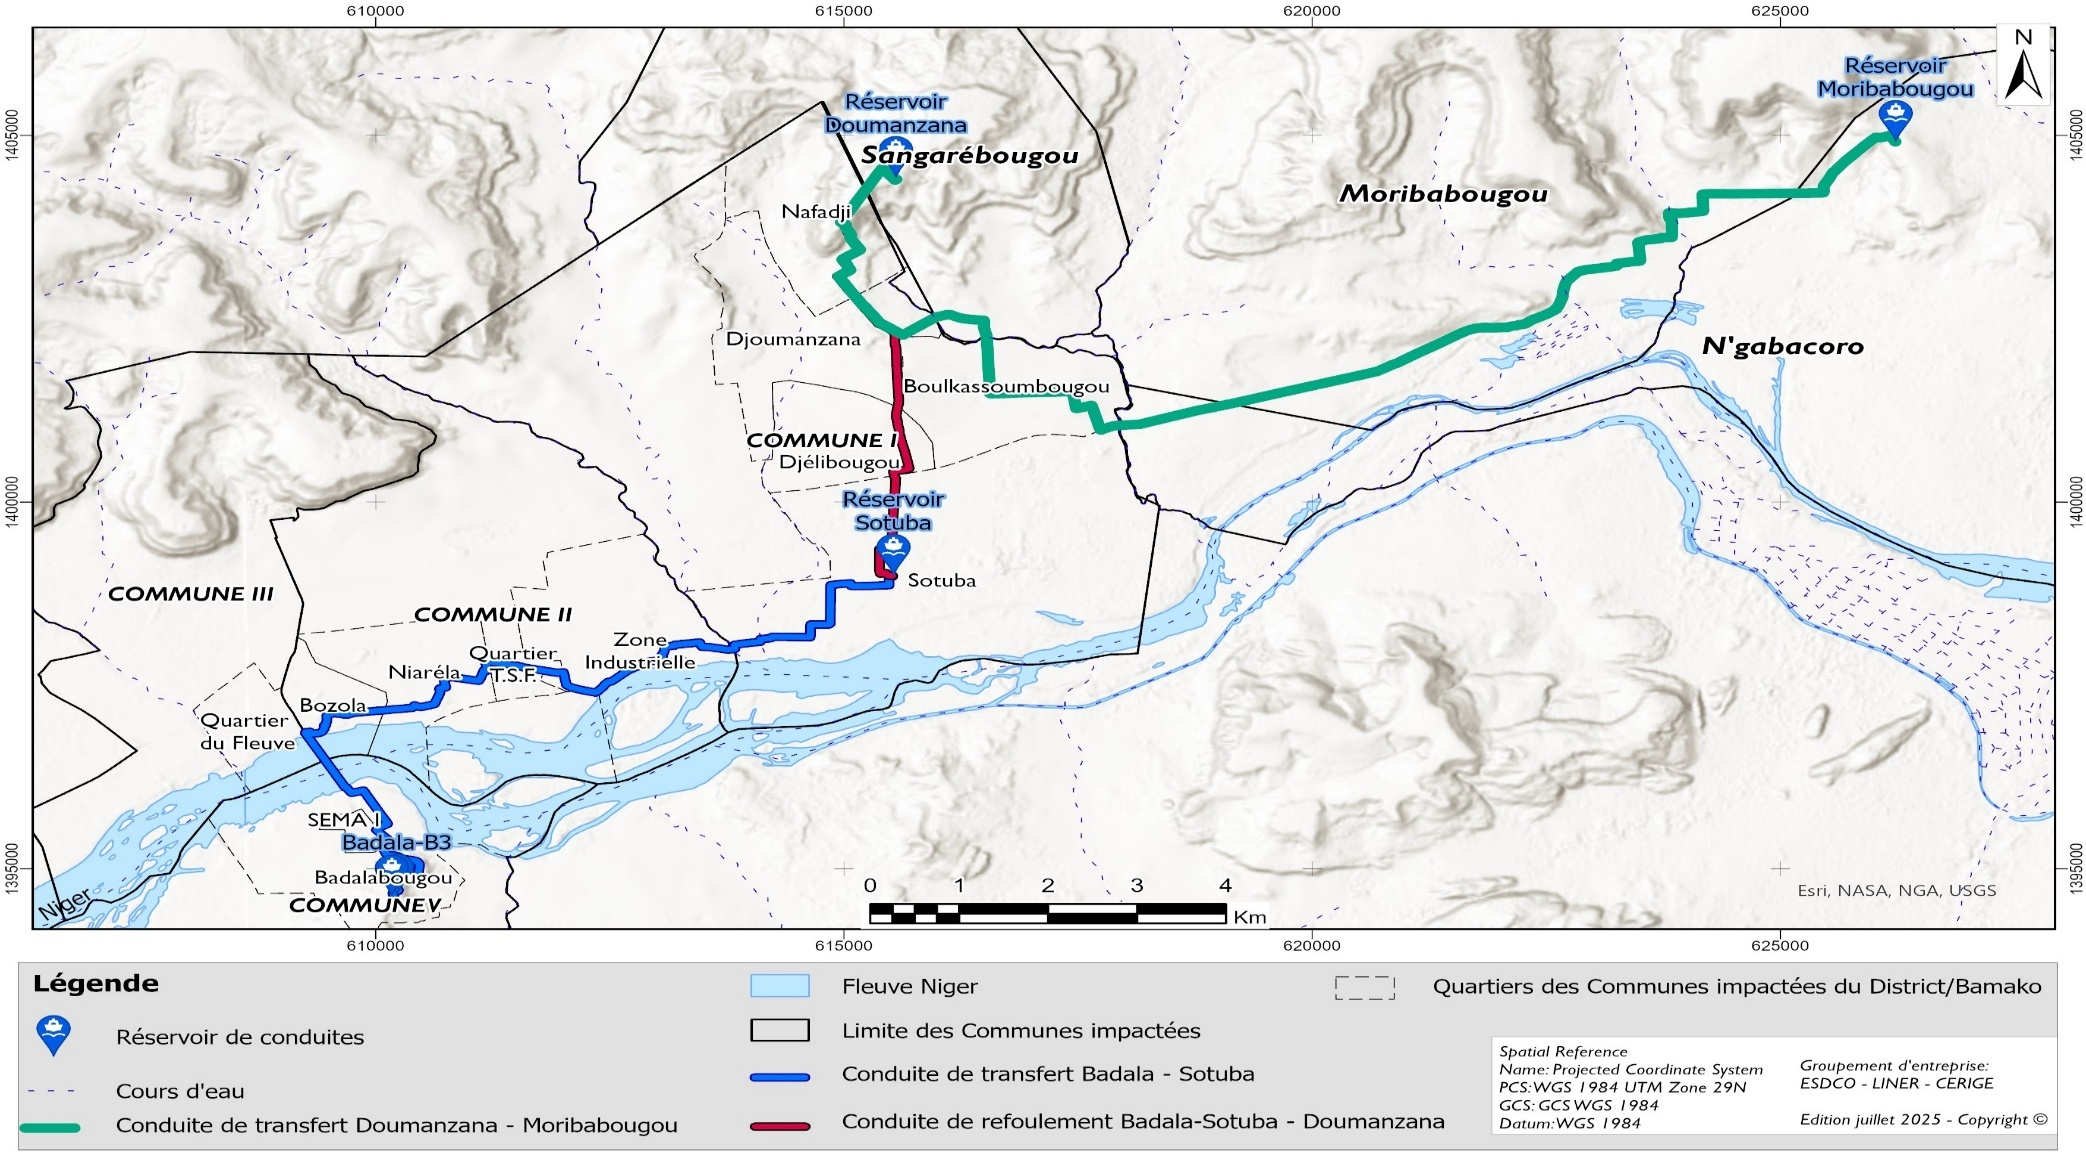 610000
615000
620000
625000
N
Réservoir
Moribabougou
Réservoir
Doumanzana
1405000
1405000
Sangarébougou
Moribabougou
Nafadji
Djoumanzana
N'gabacoro
Boulkassoumbougou
COMMUNE I
Djélibougou
Réservoir
Sotuba
1400000
1400000
Sotuba
COMMUNE III
COMMUNE II
Zone
Industrielle
Quartier
T.S.F.
Niaréla
Bozola
Quartier
du Fleuve
SEMA I
Badala-B3
Badalabougou
COMMUNEV
1395000
1395000
Niger
0 1 2 3 4
Km
Esri, NASA, NGA, USGS
610000
615000
620000
625000
Légende
Réservoir de conduites
Cours d'eau
Conduite de transfert Doumanzana - Moribabougou
Fleuve Niger
Limite des Communes impactées
Conduite de transfert Badala - Sotuba
Conduite de refoulement Badala-Sotuba - Doumanzana
Quartiers des Communes impactées du District/Bamako
Spatial Reference
Name: Projected Coordinate System
PCS:WGS 1984 UTM Zone 29N
GCS: GCS WGS 1984
Datum:WGS 1984
Groupement d'entreprise:
ESDCO - LINER - CERIGE
Edition juillet 2025 - Copyright ©